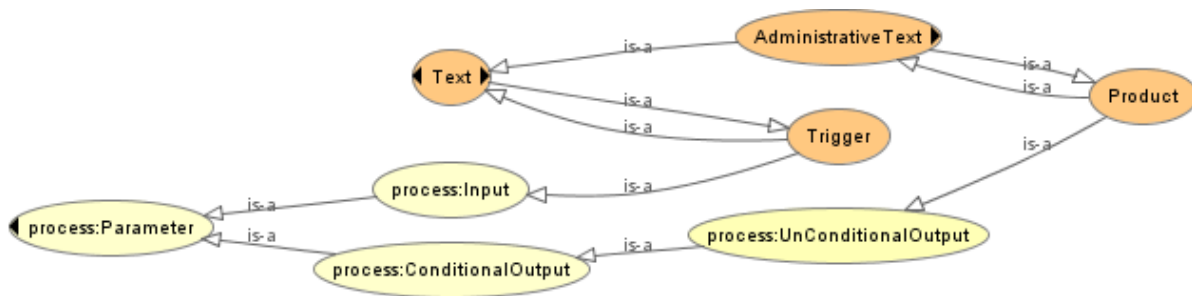 AdministrativeText
is-a
Text
is-a
is-a
Product
is-a
is-a
Trigger
is-a
process:Input
is-a
is-a
process:Parameter
is-a
process:UnConditionalOutput
is-a
is-a
process:ConditionalOutput